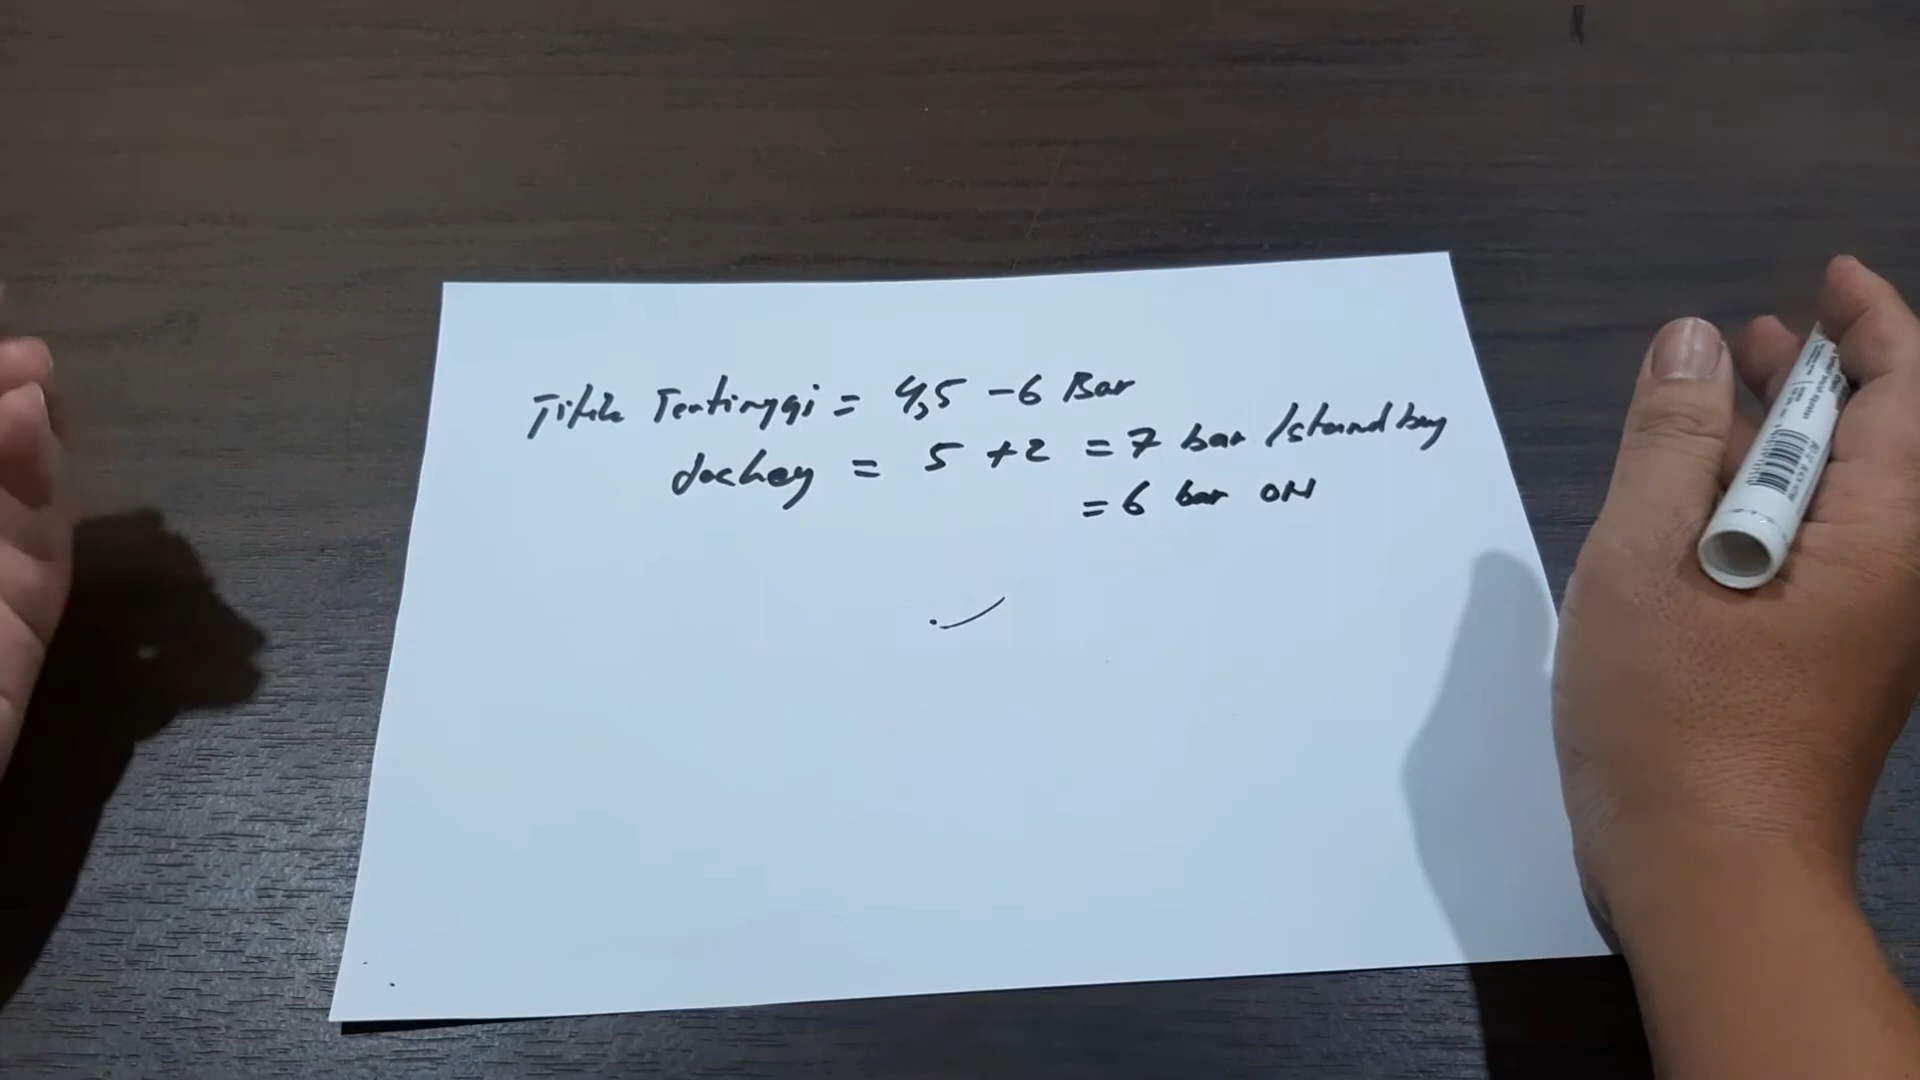 Titik Tertinggi = 4,5 - 6 Bar
Jockey = 5 + 2 = 7 bar / standby
= 6 bar ON